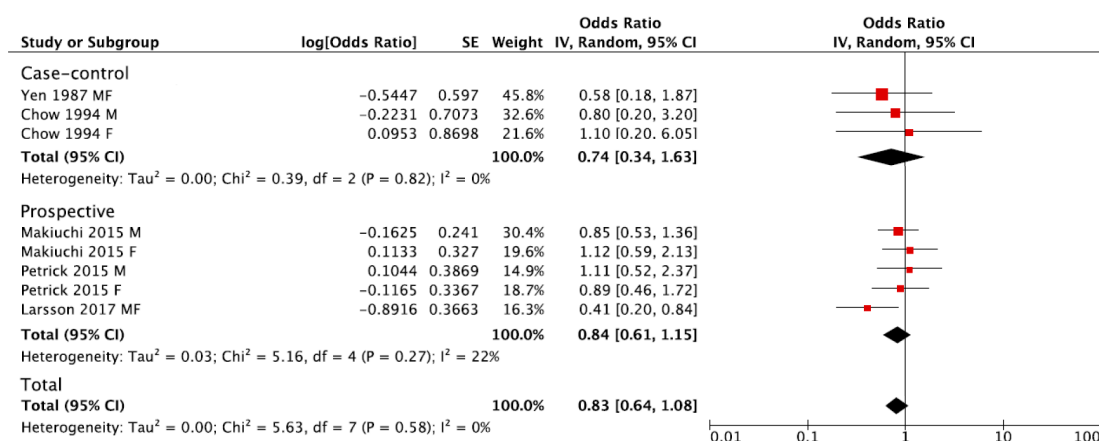 Odds Ratio Odds Ratio
Study or Subgroup log[Odds Ratio] SE Weight IV, Random, 95% CI IV, Random, 95% CI
Case-control
Yen 1987 MF -0.5447 0.597 45.8% 0.58 [0.18, 1.87]
Chow 1994 M -0.2231 0.7073 32.6% 0.80 [0.20, 3.20]
Chow 1994 F 0.0953 0.8698 21.6% 1.10 [0.20, 6.05]
Total (95% CI) 100.0% 0.74 [0.34, 1.63]
Heterogeneity: Tau² = 0.00; Chi² = 0.39, df = 2 (P = 0.82); I² = 0%
Prospective
Makiuchi 2015 M -0.1625 0.241 30.4% 0.85 [0.53, 1.36]
Makiuchi 2015 F 0.1133 0.327 19.6% 1.12 [0.59, 2.13]
Petrick 2015 M 0.1044 0.3869 14.9% 1.11 [0.52, 2.37]
Petrick 2015 F -0.1165 0.3367 18.7% 0.89 [0.46, 1.72]
Larsson 2017 MF -0.8916 0.3663 16.3% 0.41 [0.20, 0.84]
Total (95% CI) 100.0% 0.84 [0.61, 1.15]
Heterogeneity: Tau² = 0.03; Chi² = 5.16, df = 4 (P = 0.27); I² = 22%
Total
Total (95% CI) 100.0% 0.83 [0.64, 1.08]
Heterogeneity: Tau² = 0.00; Chi² = 5.63, df = 7 (P = 0.58); I² = 0%
0.01 0.1 1 10 100